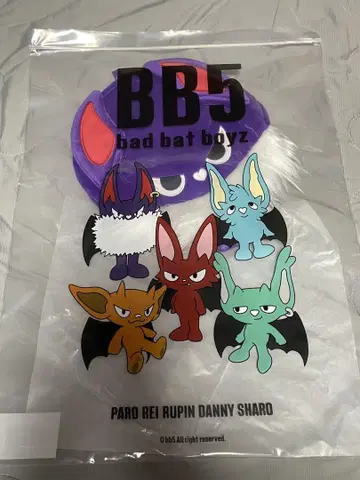 BB5
bad bat boyz
PARO REI RUPIN DANNY SHARO
©bb5 All right reserved.